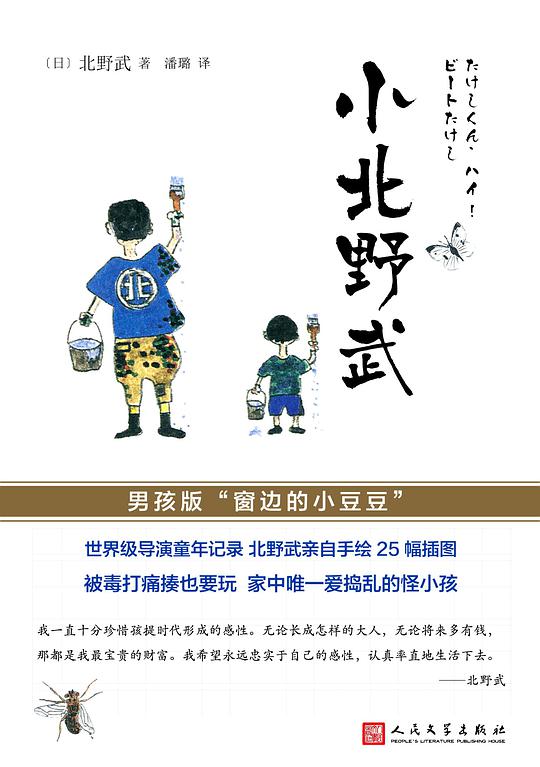 〔日〕北野武 著 潘璐 译
たけしくん、ハイ！
ビートたけし
小北野武
北
男孩版“窗边的小豆豆”
世界级导演童年记录 北野武亲自手绘 25 幅插图
被毒打痛揍也要玩 家中唯一爱捣乱的怪小孩
我一直十分珍惜孩提时代形成的感性。无论长成怎样的大人，无论将来多有钱，
那都是我最宝贵的财富。我希望永远忠实于自己的感性，认真率直地生活下去。
——北野武
人民文学出版社
PEOPLE'S LITERATURE PUBLISHING HOUSE